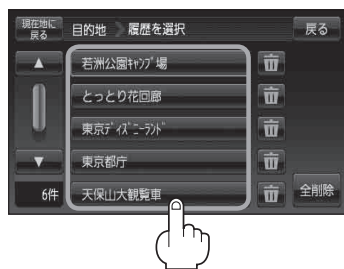 現在地に
戻る
目的地 履歴を選択
戻る
▲
若洲公園ｷｬﾝﾌﾟ場
とっとり花回廊
東京ﾃﾞｨｽﾞﾆｰﾗﾝﾄﾞ
東京都庁
▼
6件
天保山大観覧車
全削除